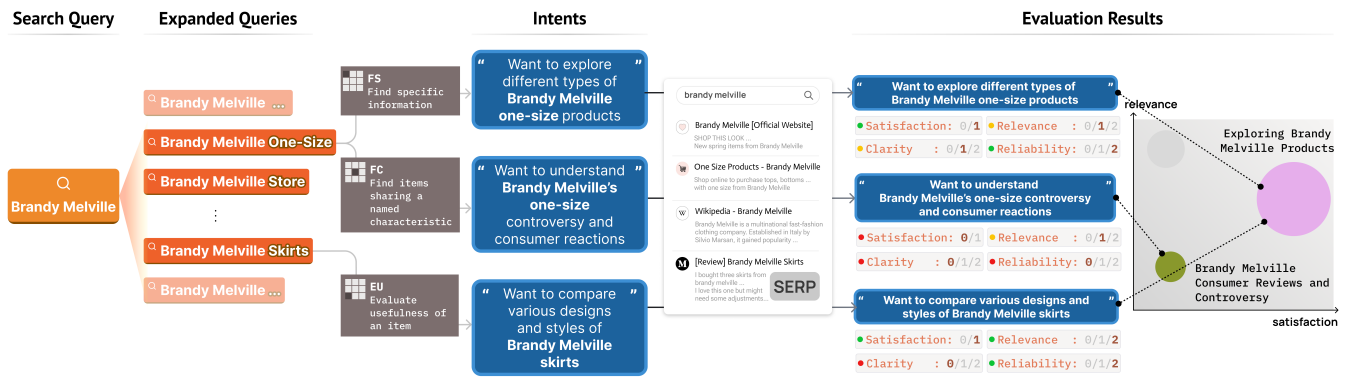 Search Query
Expanded Queries
Intents
Evaluation Results
Brandy Melville
Brandy Melville ...
Brandy Melville One-Size
Brandy Melville Store
⋮
Brandy Melville Skirts
Brandy Melville ...
FS
Find specific
information
FC
Find items
sharing a
named
characteristic
EU
Evaluate
usefulness of
an item
“ Want to explore ”
different types of
Brandy Melville
one-size products
“ Want to understand ”
Brandy Melville’s
one-size
controversy and
consumer reactions
“ Want to compare ”
various designs
and styles of
Brandy Melville
skirts
brandy melville
Brandy Melville [Official Website]
SHOP THIS LOOK ...
New spring items from Brandy Melville
One Size Products - Brandy Melville
Shop online to purchase tops, bottoms ...
with one size from Brandy Melville
W
Wikipedia - Brandy Melville
Brandy Melville is a multinational fast-fashion
clothing company. Established in Italy by
Silvio Marsan, it gained popularity ...
M
[Review] Brandy Melville Skirts
I bought three skirts from
brandy melville ...
I love this one but might
need some adjustments...
SERP
“ Want to explore different types of ”
Brandy Melville one-size products
Satisfaction: 0/1
Relevance : 0/1/2
Clarity : 0/1/2
Reliability: 0/1/2
“ Want to understand ”
Brandy Melville’s one-size controversy
and consumer reactions
Satisfaction: 0/1
Relevance : 0/1/2
Clarity : 0/1/2
Reliability: 0/1/2
“ Want to compare various designs and ”
styles of Brandy Melville skirts
Satisfaction: 0/1
Relevance : 0/1/2
Clarity : 0/1/2
Reliability: 0/1/2
relevance
Exploring Brandy
Melville Products
Brandy Melville
Consumer Reviews and
Controversy
satisfaction